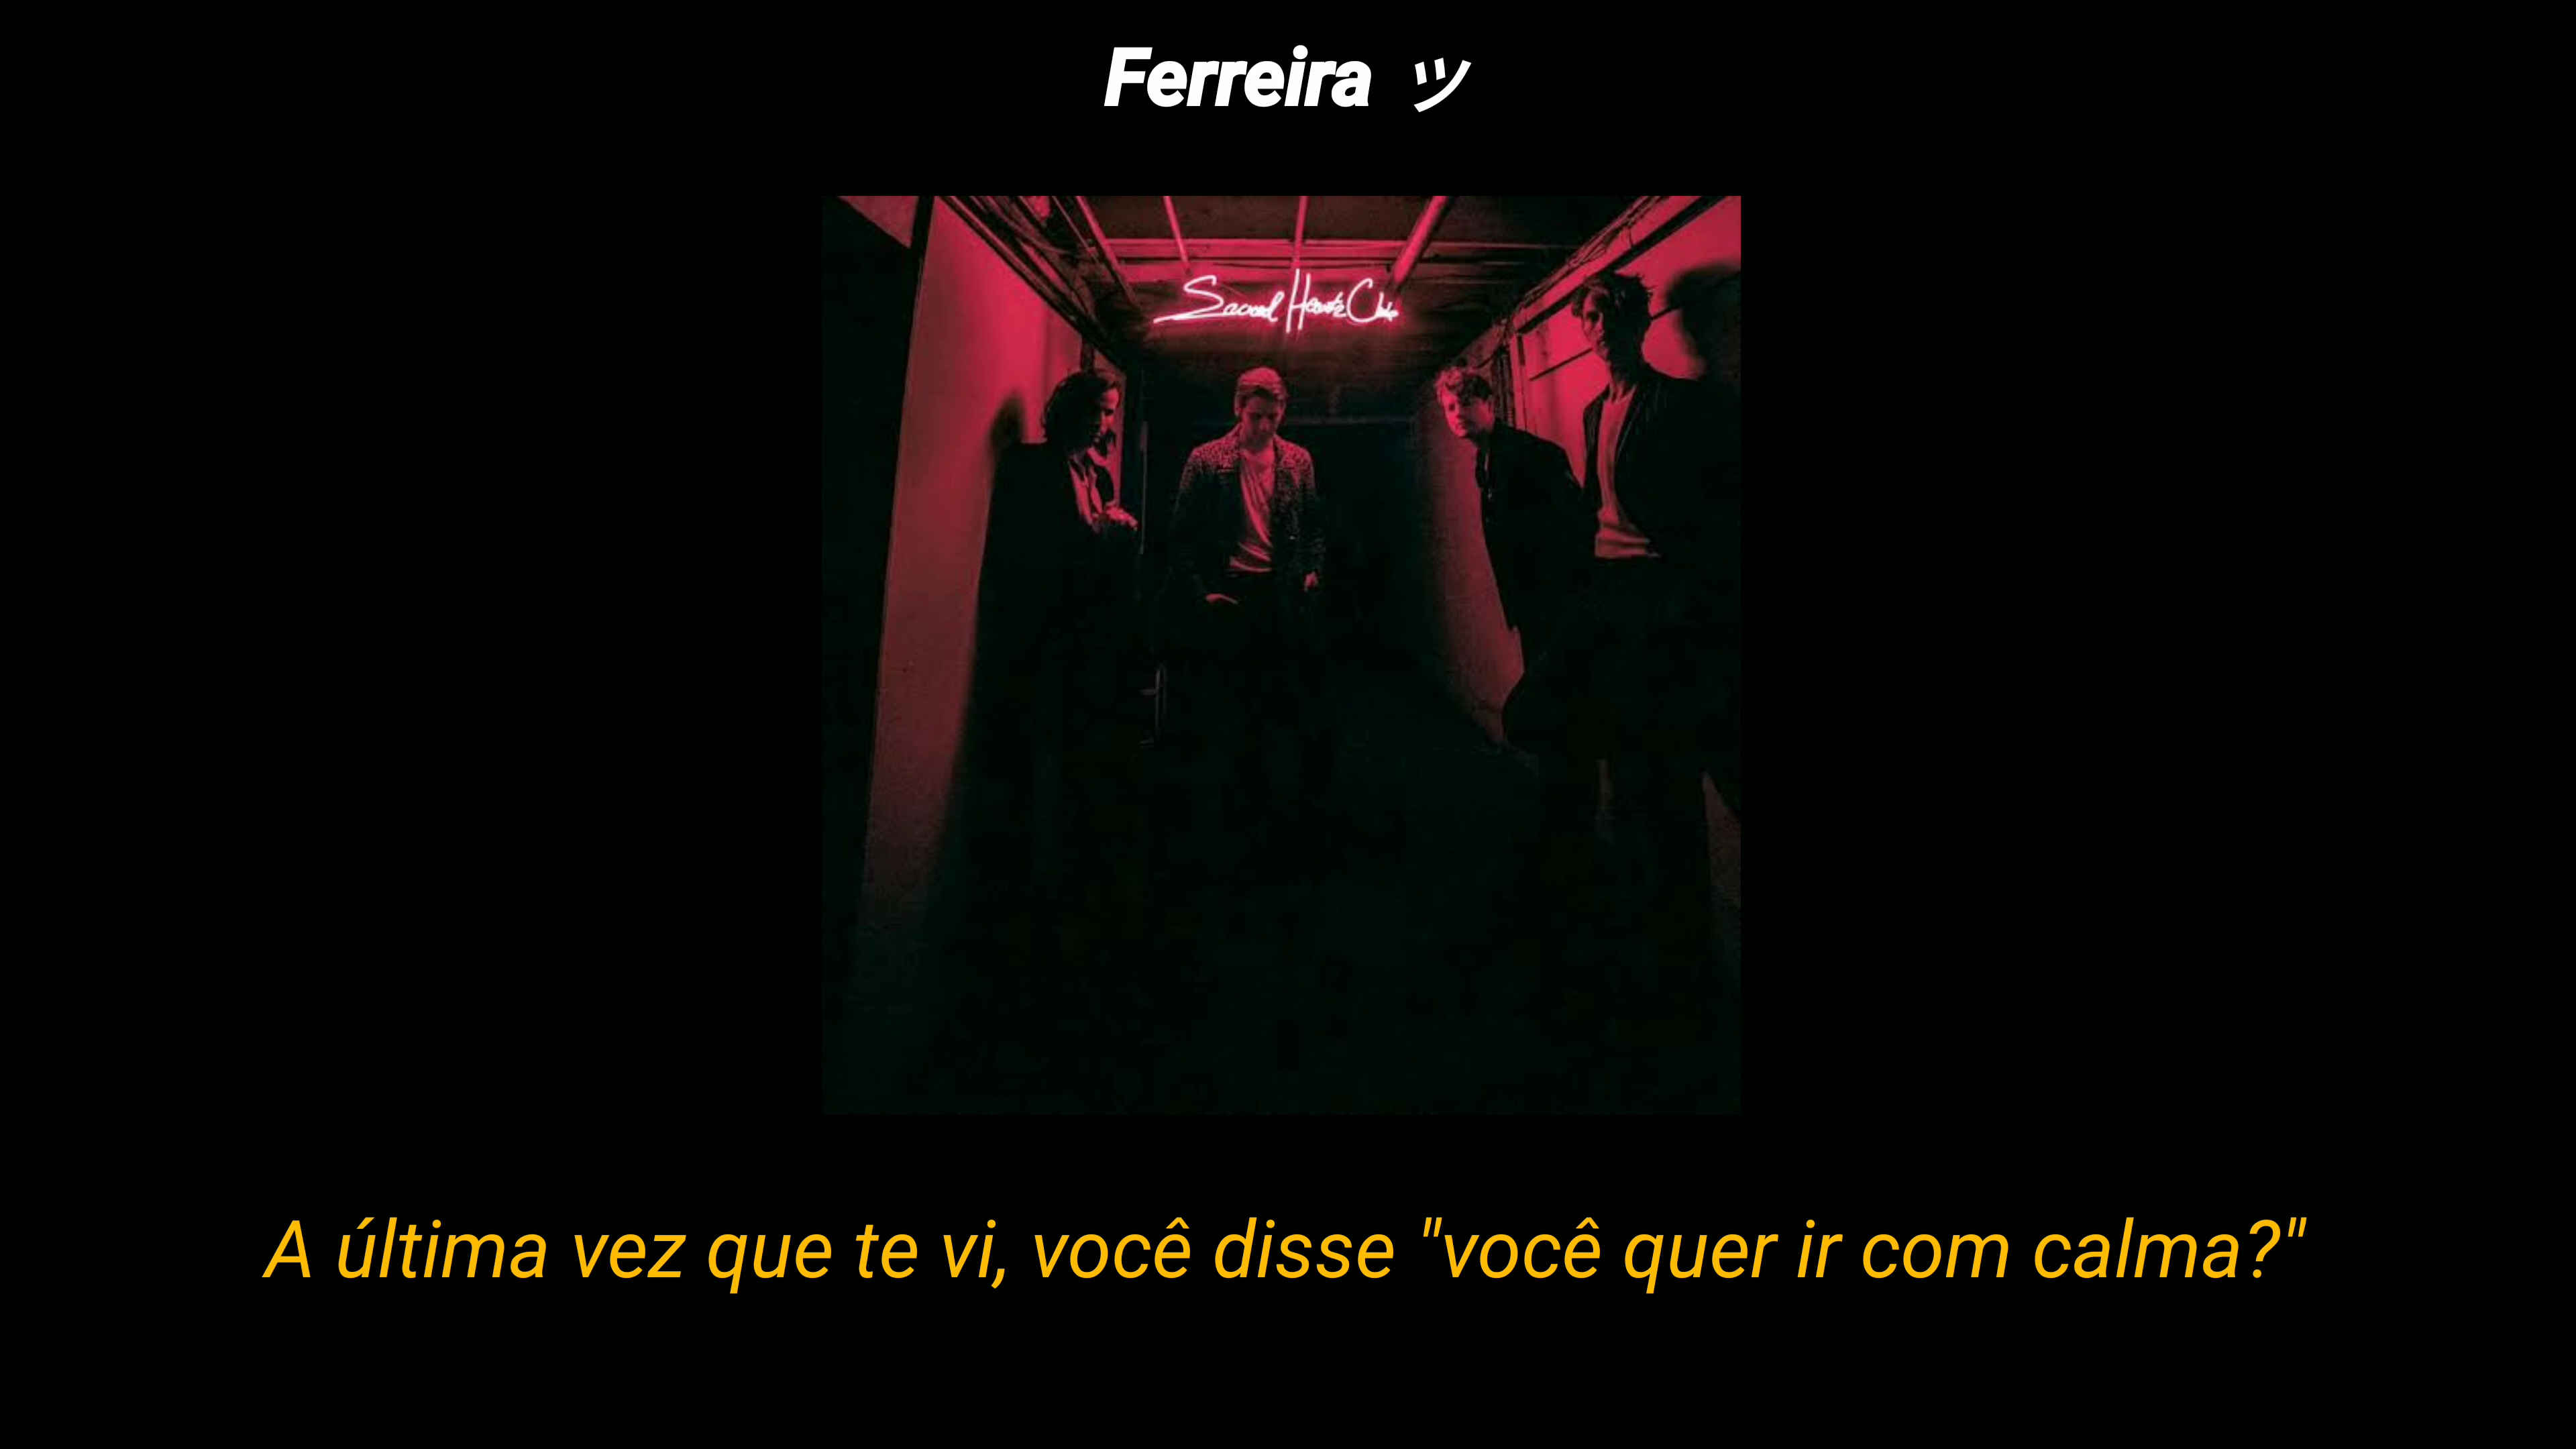 Ferreira ツ
Sacred Hearts Club
A última vez que te vi, você disse "você quer ir com calma?"